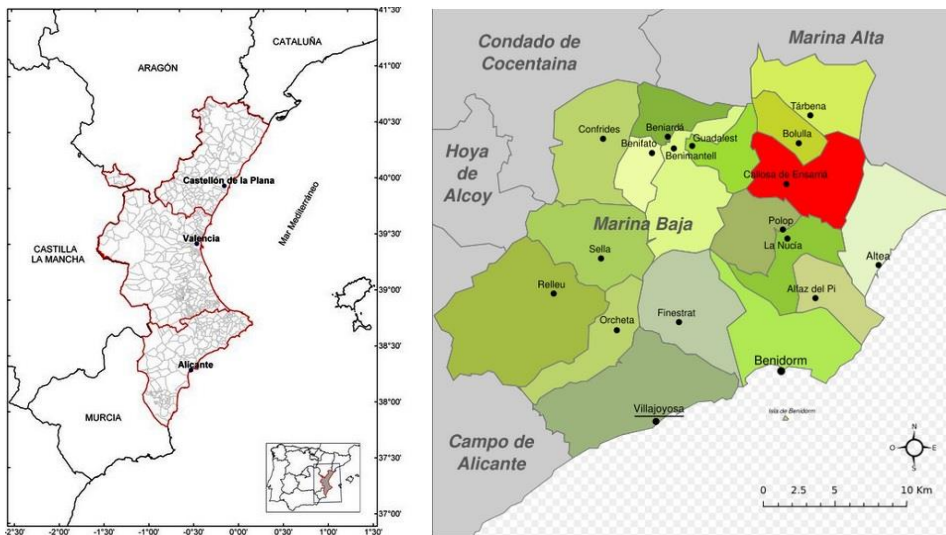 CATALUÑA
ARAGÓN
Castellón de la Plana
Mar Mediterráneo
Valencia
CASTILLA
LA MANCHA
Alicante
MURCIA
41°30'
41°00'
40°30'
40°00'
39°30'
39°00'
38°30'
38°00'
37°30'
37°00'
-2°30'
-2°00'
-1°30'
-1°00'
-0°30'
0°00'
0°30'
1°00'
1°30'
Condado de
Cocentaina
Marina Alta
Hoya
de
Alcoy
Marina Baja
Campo de
Alicante
Tárbena
Bolulla
Confrides
Beniardá
Guadalest
Benifato
Benimantell
Callosa de Ensarriá
Polop
La Nucía
Altea
Sella
Relleu
Altaz del Pi
Orcheta
Finestrat
Benidorm
Villajoyosa
Isla de Benidorm
N
O
E
S
0 2.5 5 10 Km